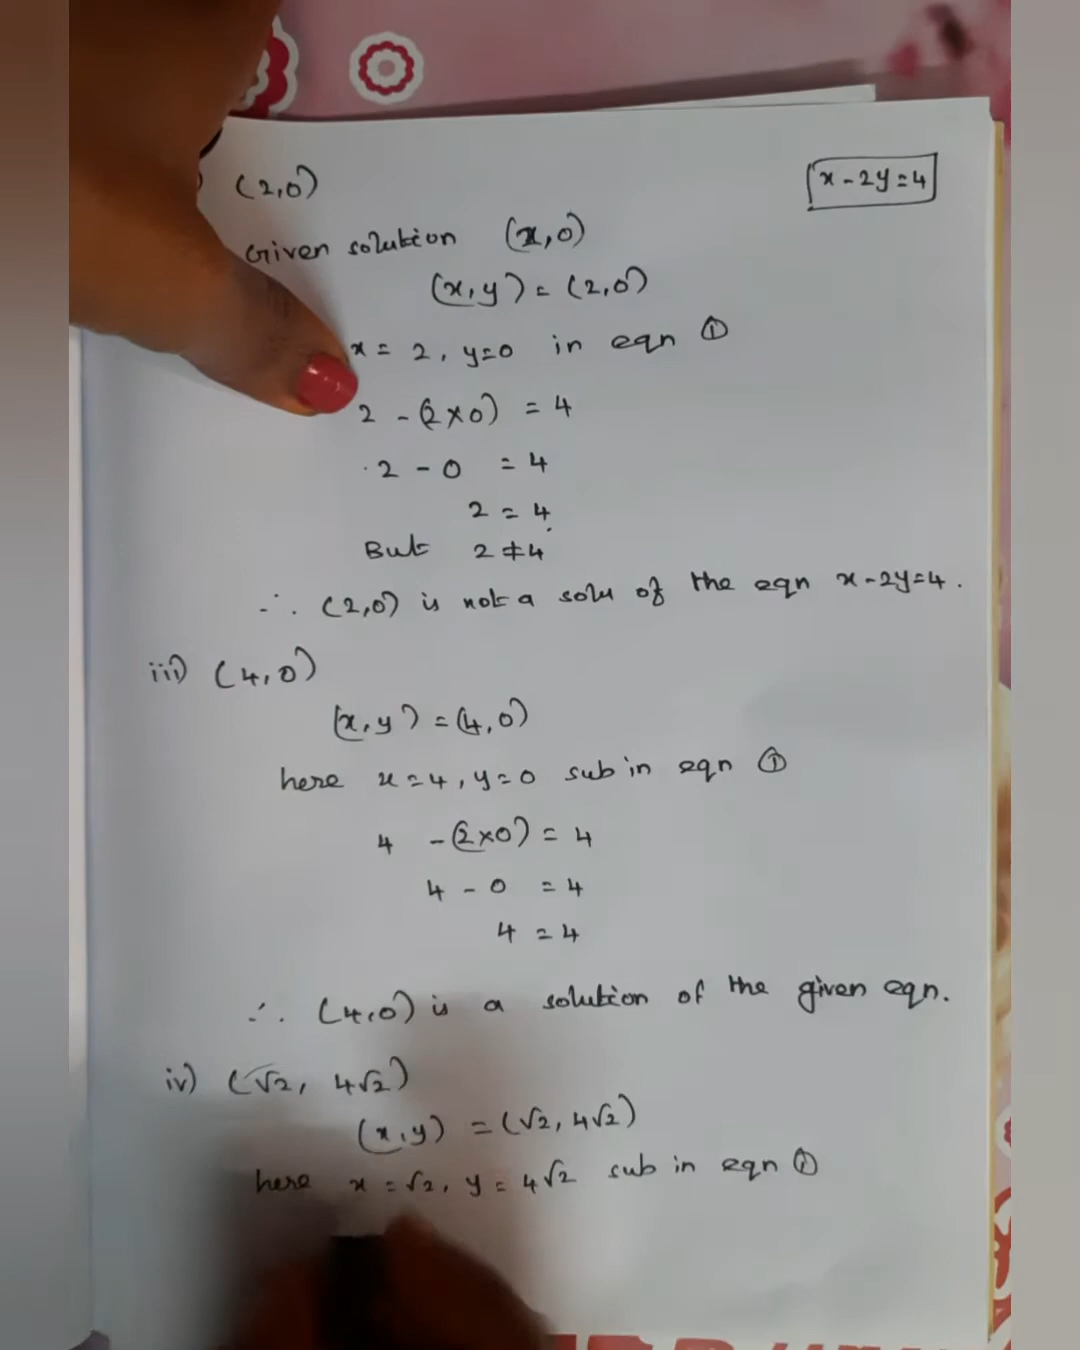 (2,0)
x-2y=4
Given solution (x,0)
(x,y) = (2,0)
x = 2, y=0 in eqn ①
2 - (2×0) = 4
2 - 0 = 4
2 = 4
But 2 ≠ 4
∴ (2,0) is not a solu of the eqn x-2y=4.
iii) (4,0)
(x,y) = (4,0)
here x=4, y=0 sub in eqn ①
4 - (2×0) = 4
4 - 0 = 4
4 = 4
∴ (4,0) is a solution of the given eqn.
iv) (√2, 4√2)
(x,y) = (√2, 4√2)
here x = √2, y = 4√2 sub in eqn ①